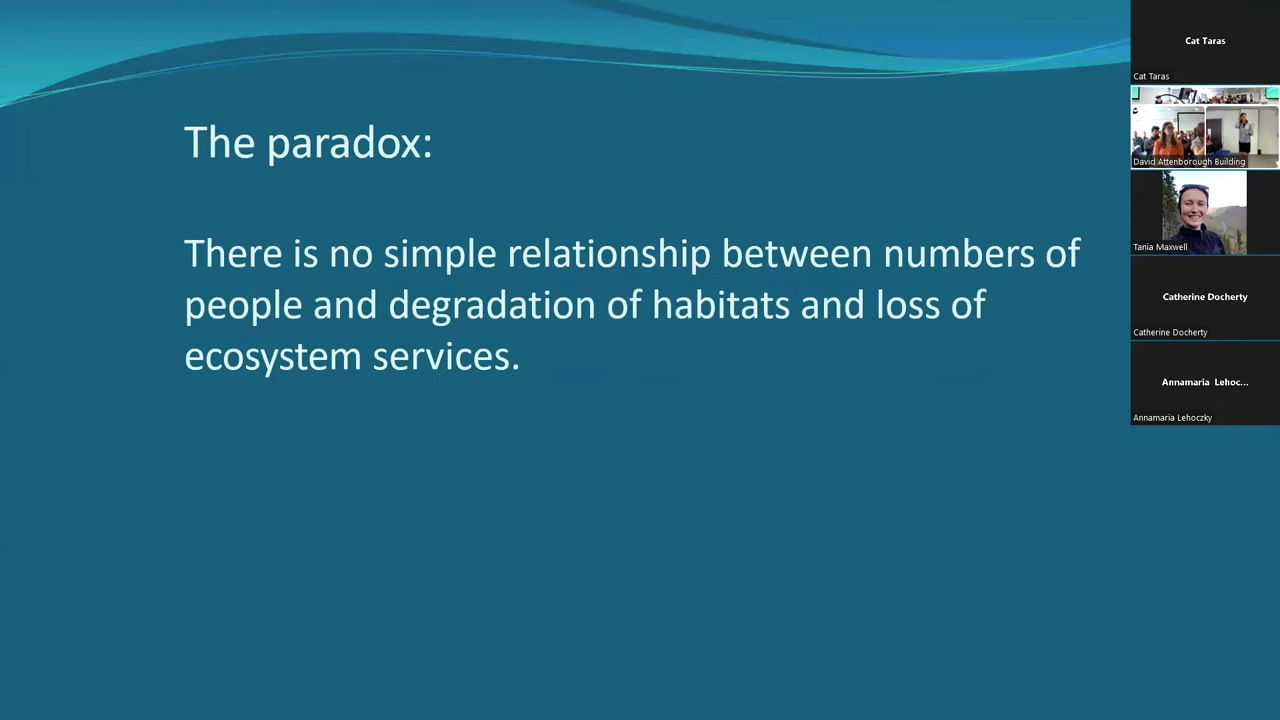 The paradox:
There is no simple relationship between numbers of
people and degradation of habitats and loss of
ecosystem services.
Cat Taras
Cat Taras
David Attenborough Building
Tania Maxwell
Catherine Docherty
Catherine Docherty
Annamaria Lehoc...
Annamaria Lehoczky